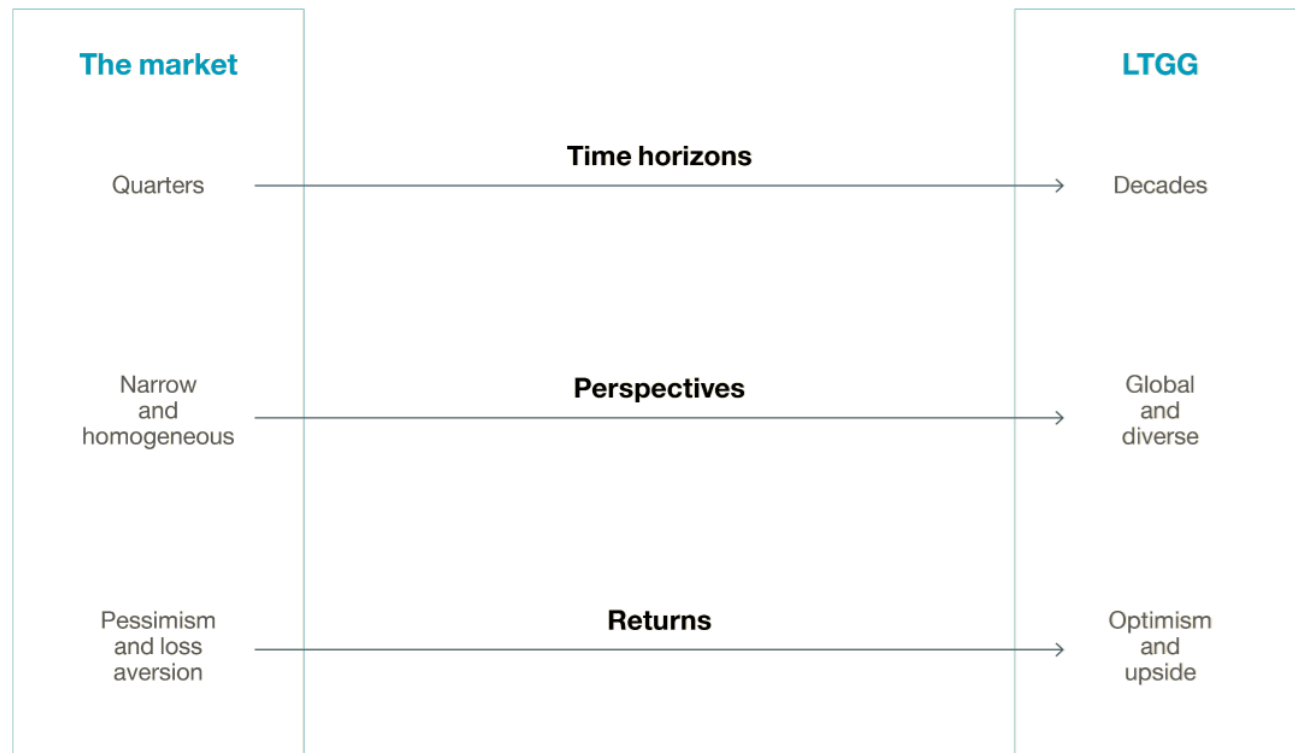 The market
LTGG
Time horizons
Quarters
Decades
Perspectives
Narrow
and
homogeneous
Global
and
diverse
Returns
Pessimism
and loss
aversion
Optimism
and
upside